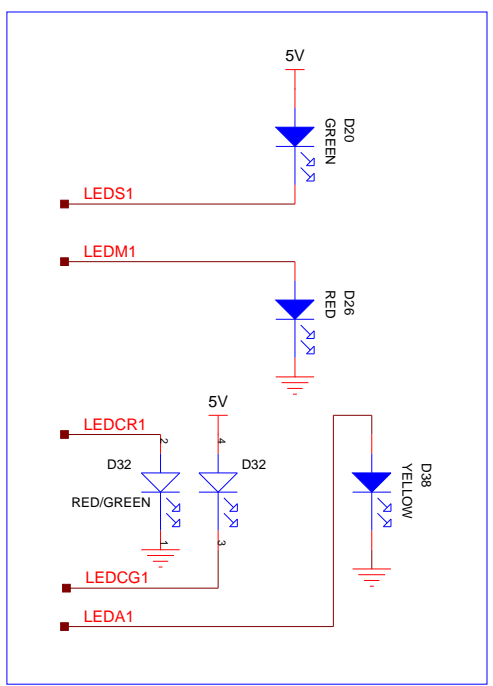 5V
D20
GREEN
LEDS1
LEDM1
D26
RED
5V
LEDCR1
2
4
D32
D32
D38
YELLOW
RED/GREEN
1
3
LEDCG1
LEDA1